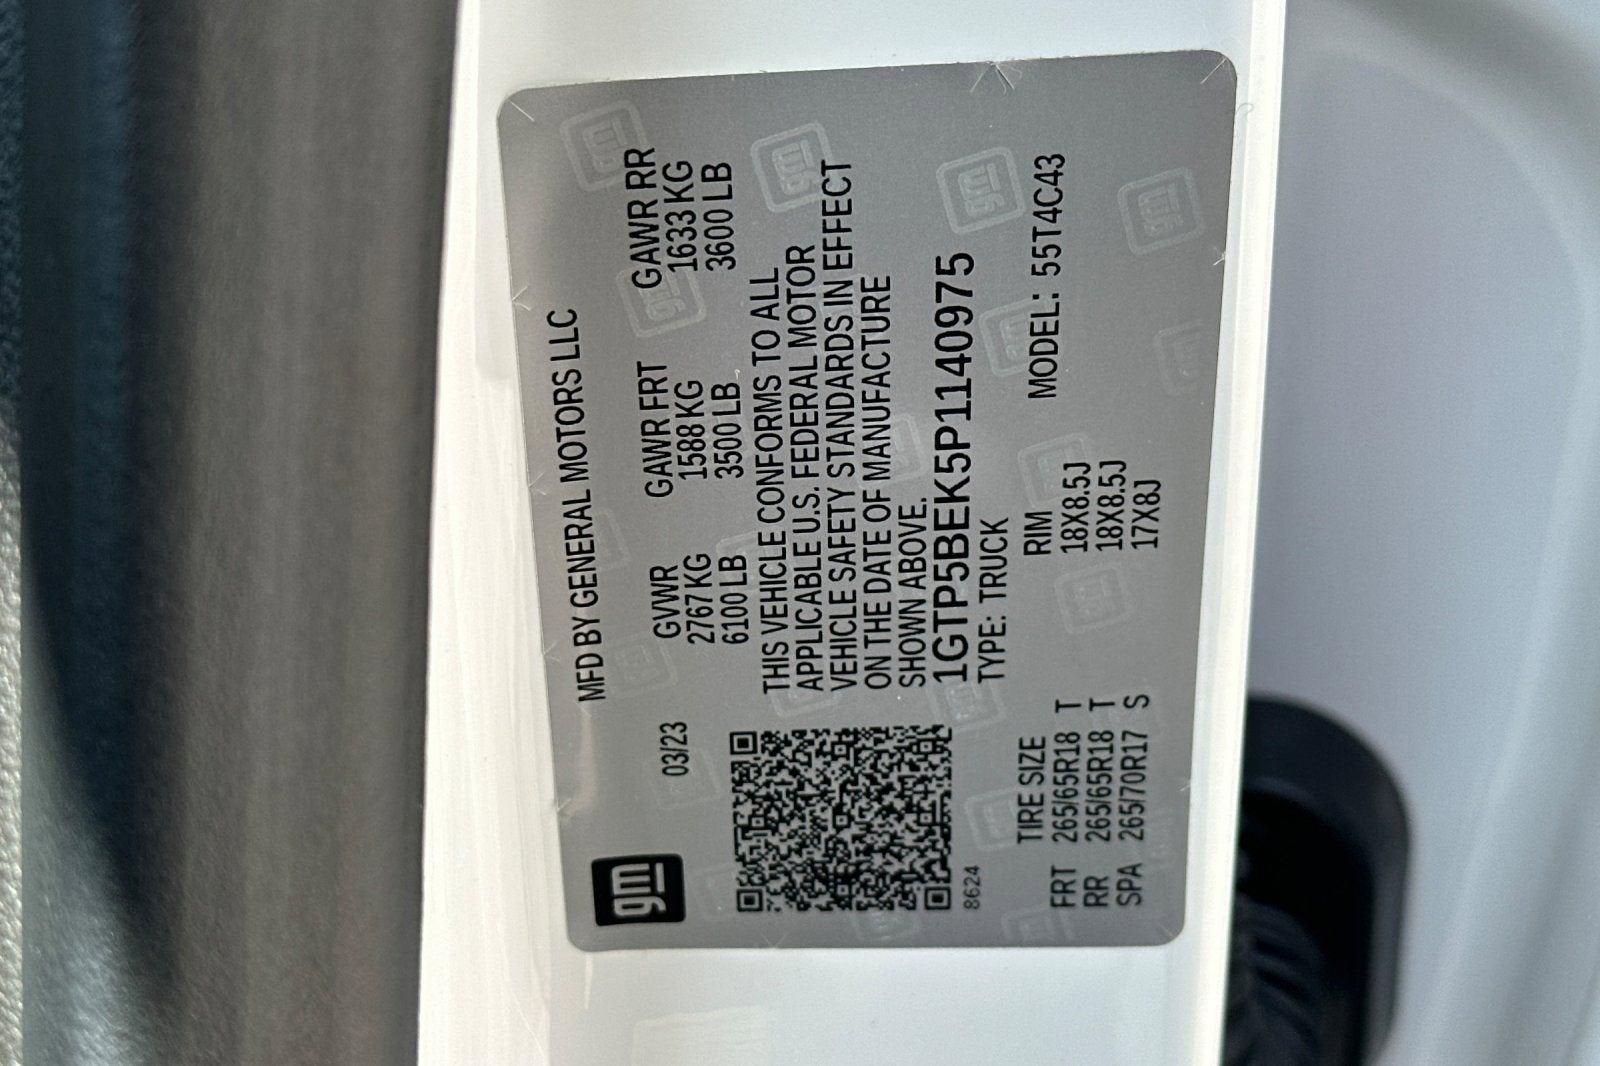 gm
MFD BY GENERAL MOTORS LLC
03/23
GVWR GAWR FRT GAWR RR
2767 KG 1588 KG 1633 KG
6100 LB 3500 LB 3600 LB
THIS VEHICLE CONFORMS TO ALL
APPLICABLE U.S. FEDERAL MOTOR
VEHICLE SAFETY STANDARDS IN EFFECT
ON THE DATE OF MANUFACTURE
SHOWN ABOVE.
1GTP5BEK5P1140975
TYPE: TRUCK
8624
MODEL: 55T4C43
TIRE SIZE RIM
FRT 265/65R18 T 18X8.5J
RR 265/65R18 T 18X8.5J
SPA 265/70R17 S 17X8J